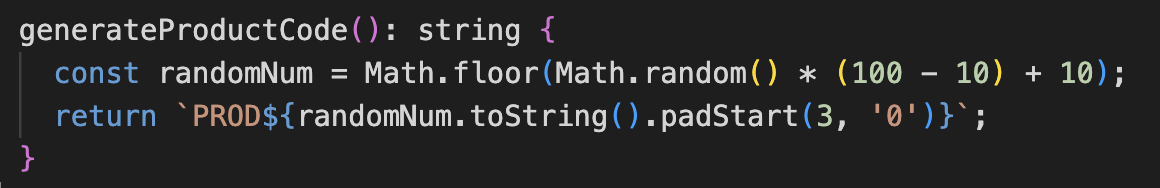 generateProductCode(): string {
  const randomNum = Math.floor(Math.random() * (100 - 10) + 10);
  return `PROD${randomNum.toString().padStart(3, '0')}`;
}